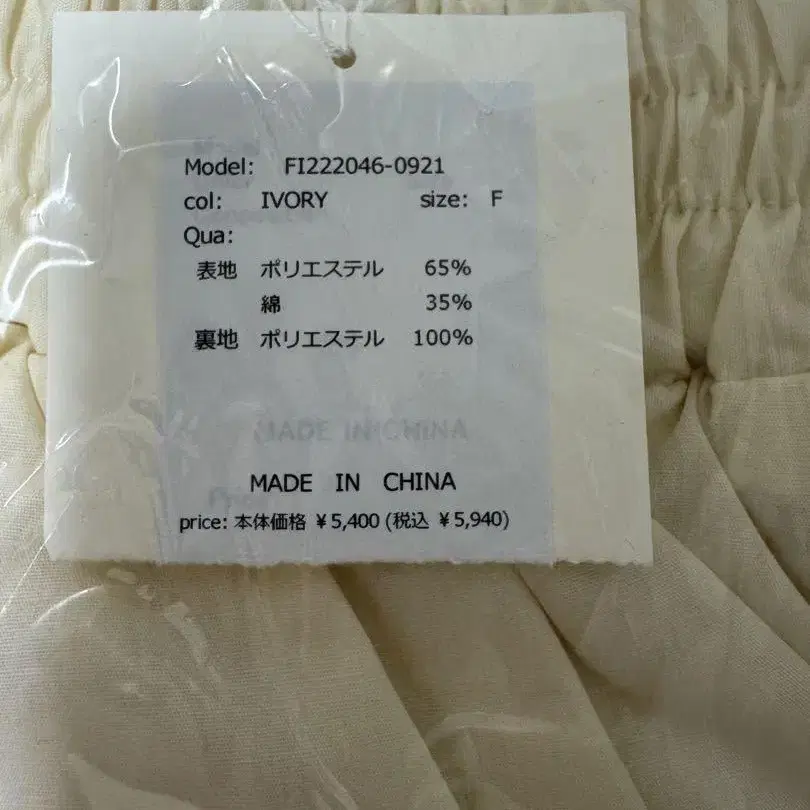 Model: FI222046-0921
col: IVORY size: F
Qua:
表地 ポリエステル 65%
綿 35%
裏地 ポリエステル 100%
MADE IN CHINA
MADE IN CHINA
price: 本体価格 ¥5,400 (税込 ¥5,940)